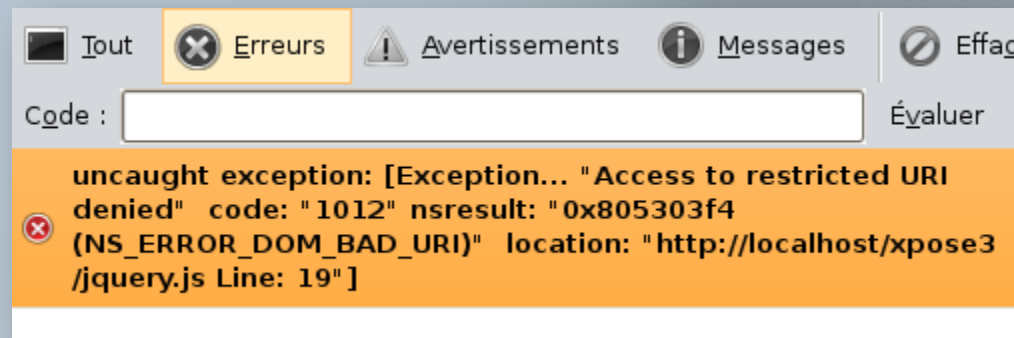 Tout Erreurs Avertissements Messages Effag
Code : Évaluer
uncaught exception: [Exception... "Access to restricted URI
denied"  code: "1012" nsresult: "0x805303f4
(NS_ERROR_DOM_BAD_URI)"  location: "http://localhost/xpose3
/jquery.js Line: 19"]